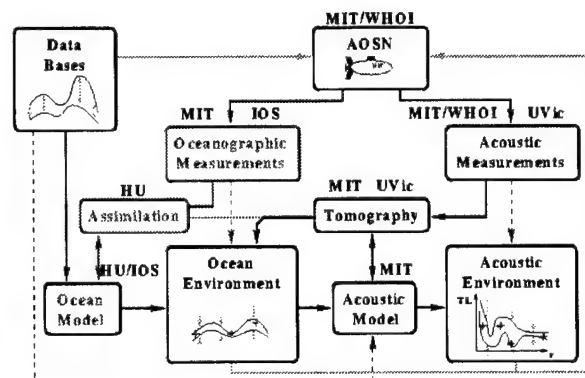 MIT/WHOI
Data
Bases
AOSN
MIT IOS
MIT/WHOI UVic
Oceanographic
Measurements
Acoustic
Measurements
HU
MIT UVic
Assimilation
Tomography
HU/IOS
Ocean
Environment
MIT
Acoustic
Environment
Ocean
Model
Acoustic
Model
TL
r